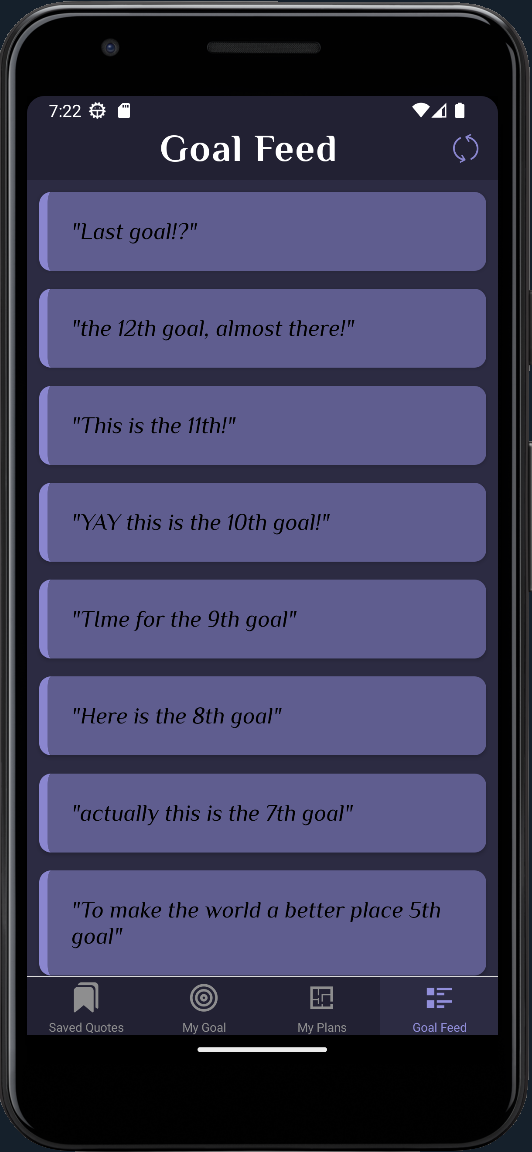 7:22
Goal Feed
"Last goal!?"
"the 12th goal, almost there!"
"This is the 11th!"
"YAY this is the 10th goal!"
"TIme for the 9th goal"
"Here is the 8th goal"
"actually this is the 7th goal"
"To make the world a better place 5th
goal"
Saved Quotes
My Goal
My Plans
Goal Feed